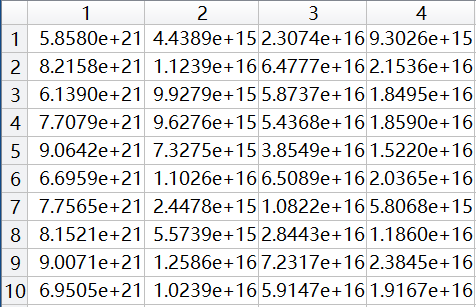 1 2 3 4
1 5.8580e+21 4.4389e+15 2.3074e+16 9.3026e+15
2 8.2158e+21 1.1239e+16 6.4777e+16 2.1536e+16
3 6.1390e+21 9.9279e+15 5.8737e+16 1.8495e+16
4 7.7079e+21 9.6276e+15 5.4368e+16 1.8590e+16
5 9.0642e+21 7.3275e+15 3.8549e+16 1.5220e+16
6 6.6959e+21 1.1026e+16 6.5089e+16 2.0365e+16
7 7.7565e+21 2.4478e+15 1.0822e+16 5.8068e+15
8 8.1521e+21 5.5739e+15 2.8443e+16 1.1860e+16
9 9.0071e+21 1.2586e+16 7.2317e+16 2.3845e+16
10 6.9505e+21 1.0239e+16 5.9147e+16 1.9167e+16